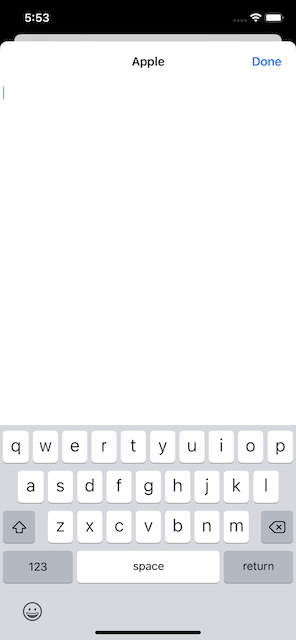 5:53
Apple
Done
q w e r t y u i o p
a s d f g h j k l
z x c v b n m
123 space return